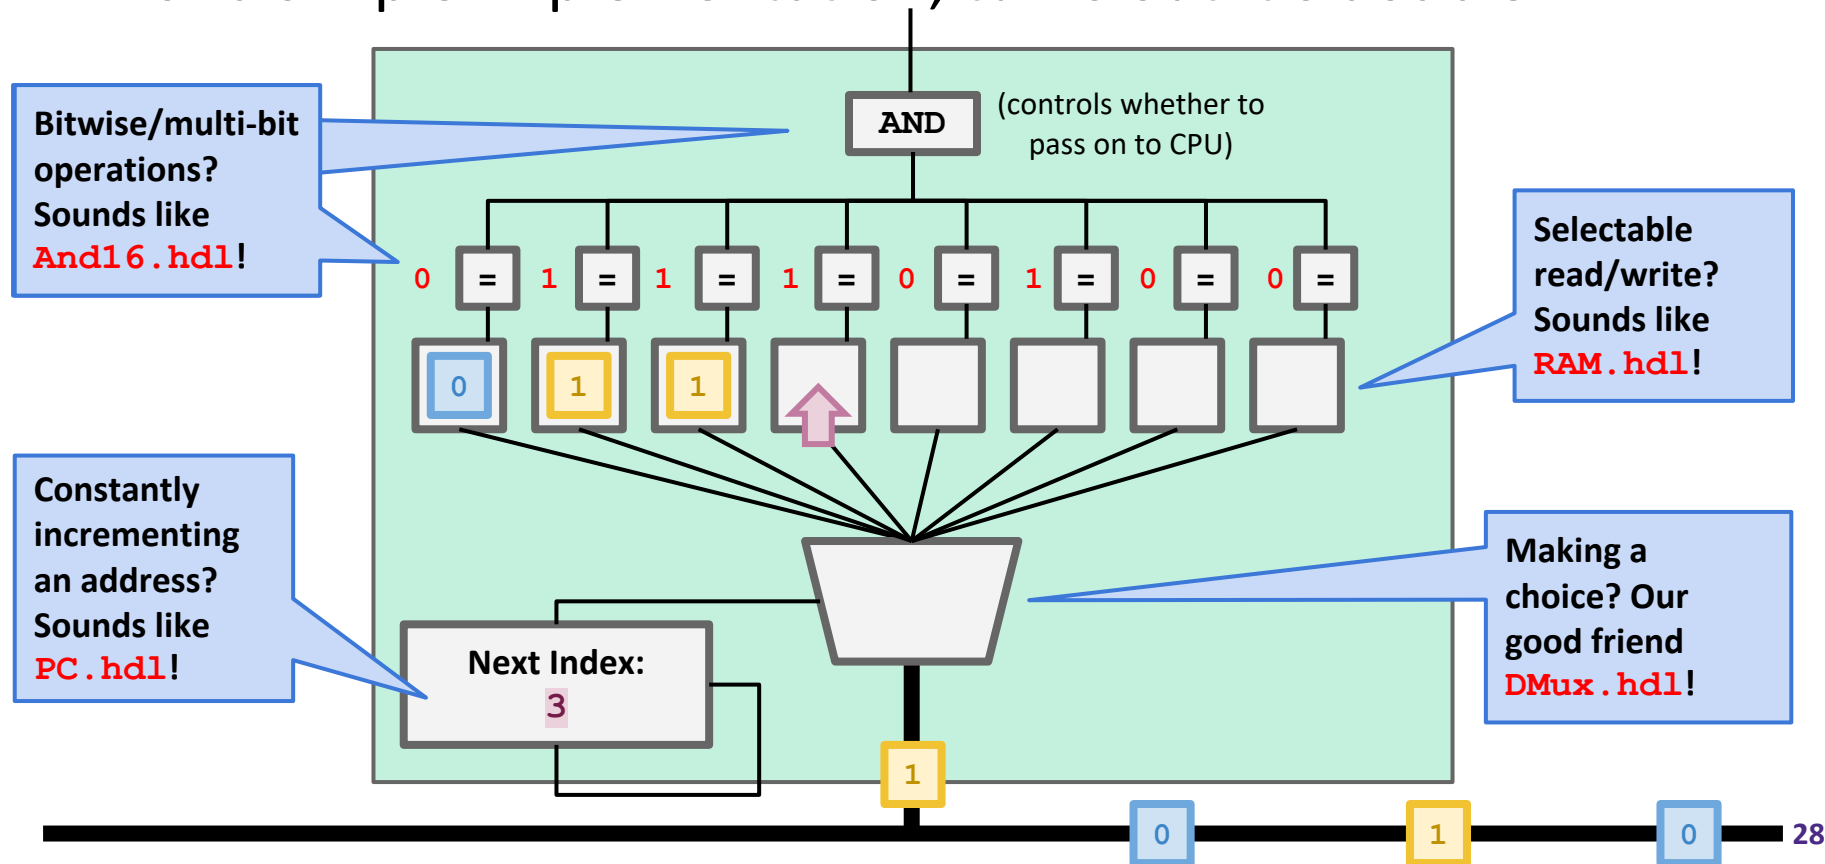 Bitwise/multi-bit
operations?
Sounds like
And16.hdl!
AND
(controls whether to
pass on to CPU)
Selectable
read/write?
Sounds like
RAM.hdl!
0 = 1 = 1 = 1 = 0 = 1 = 0 = 0 =
0 1 1
Constantly
incrementing
an address?
Sounds like
PC.hdl!
Next Index:
3
Making a
choice? Our
good friend
DMux.hdl!
1
0 1 0
28